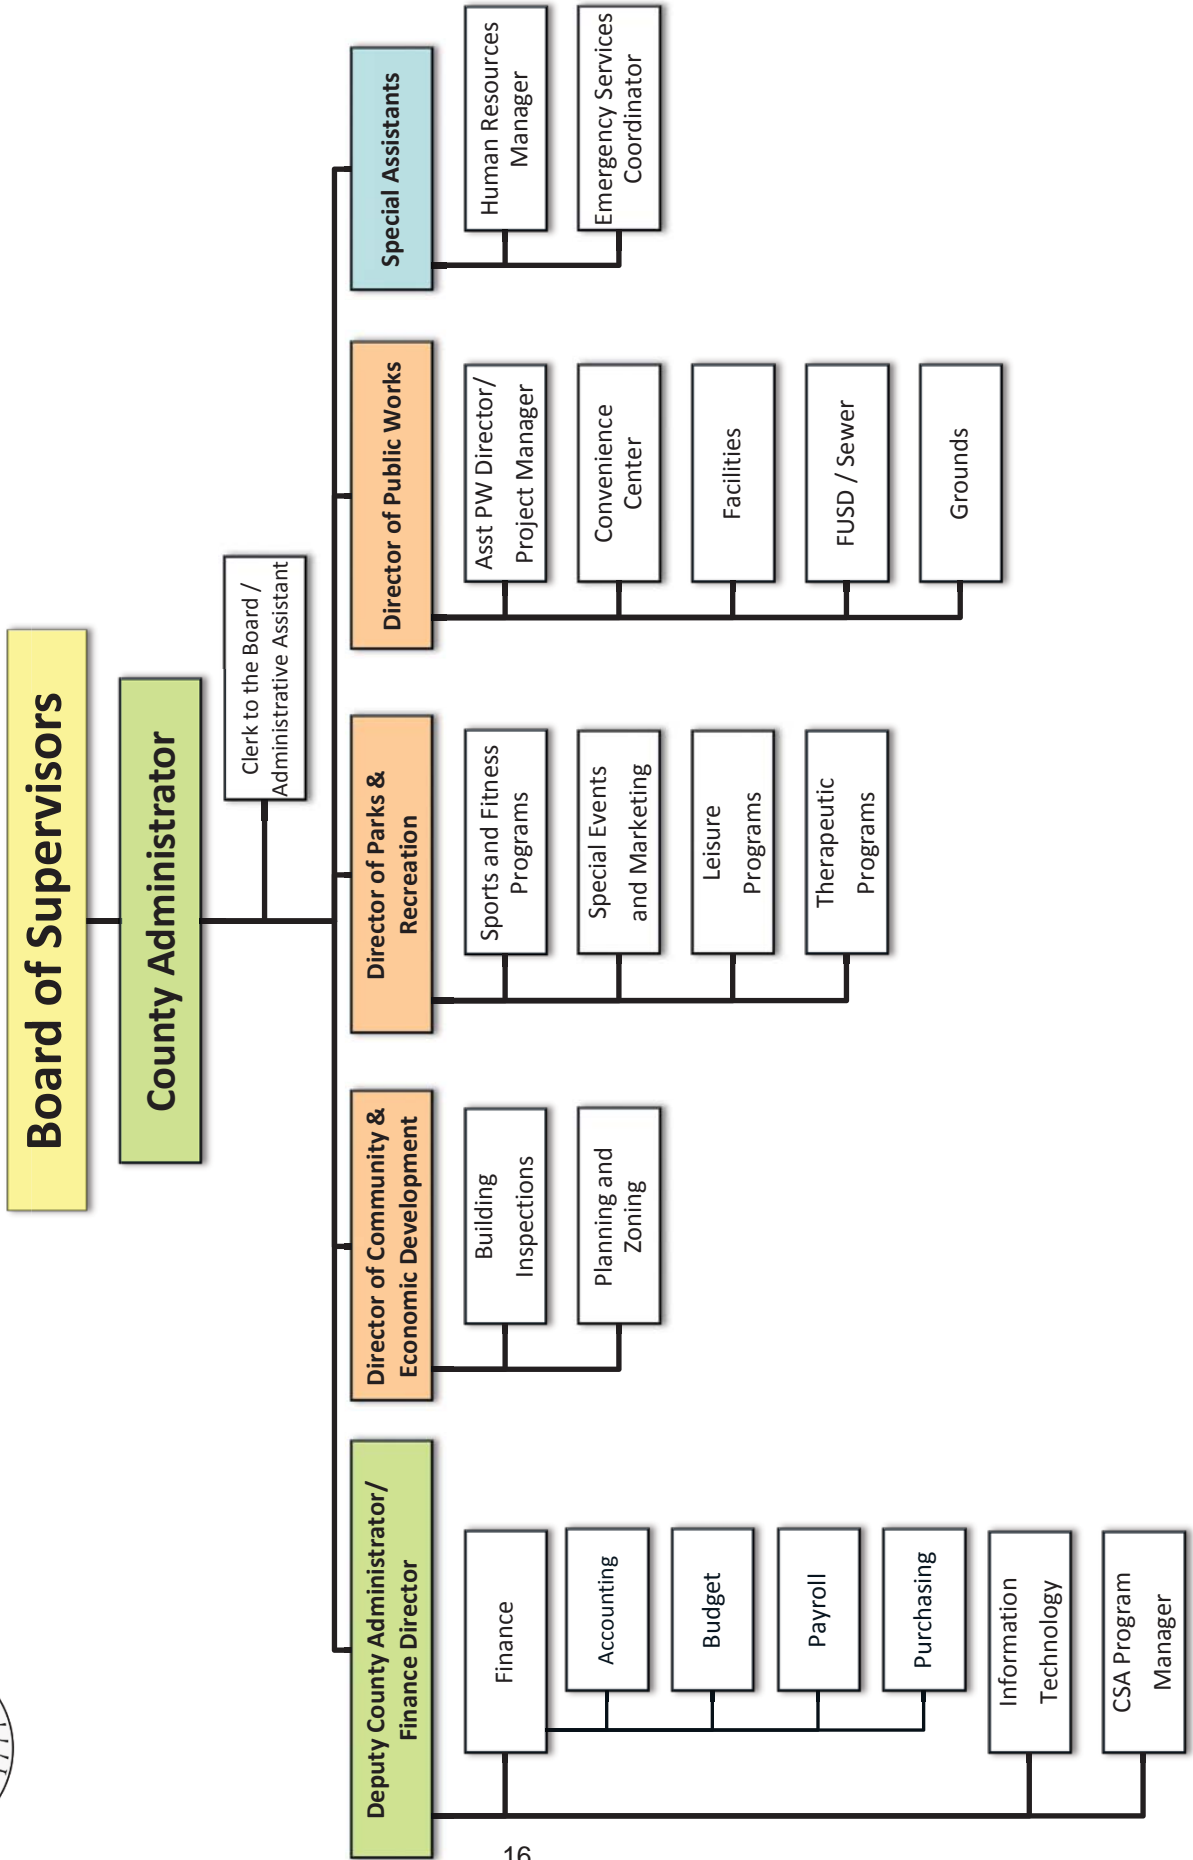 Board of Supervisors
County Administrator
Clerk to the Board /
Administrative Assistant
Deputy County Administrator/
Finance Director
Finance
Accounting
Budget
Payroll
Purchasing
Information
Technology
CSA Program
Manager
Director of Community &
Economic Development
Building
Inspections
Planning and
Zoning
Director of Parks &
Recreation
Sports and Fitness
Programs
Special Events
and Marketing
Leisure
Programs
Therapeutic
Programs
Director of Public Works
Asst PW Director/
Project Manager
Convenience
Center
Facilities
FUSD / Sewer
Grounds
Special Assistants
Human Resources
Manager
Emergency Services
Coordinator
16